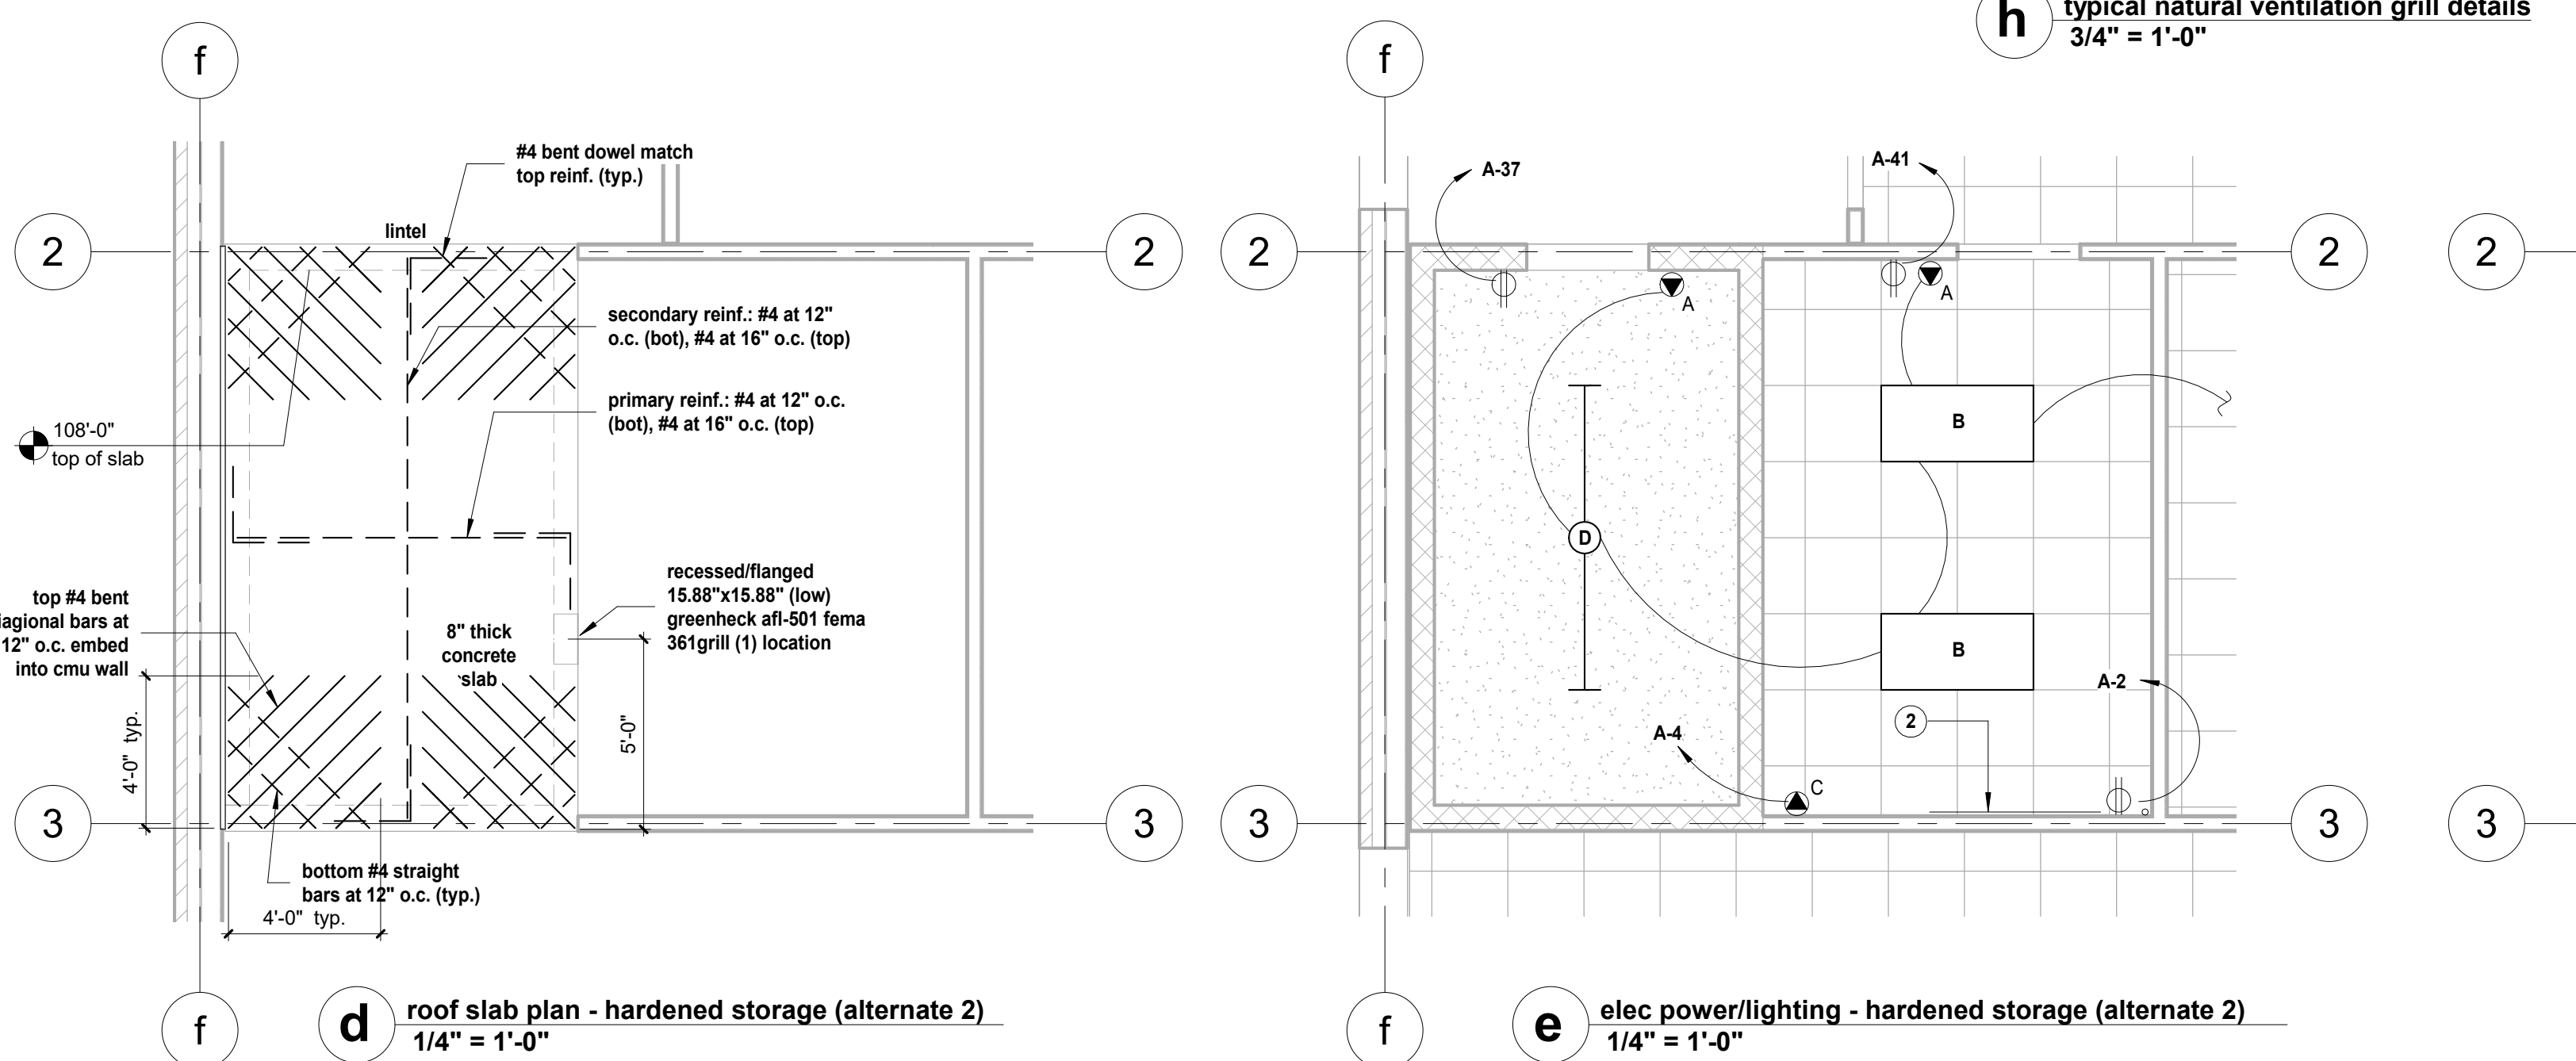 h
typical natural ventilation grill details
3/4" = 1'-0"
f
#4 bent dowel match
top reinf. (typ.)
lintel
2
2
secondary reinf.: #4 at 12"
o.c. (bot), #4 at 16" o.c. (top)
primary reinf.: #4 at 12" o.c.
(bot), #4 at 16" o.c. (top)
108'-0"
top of slab
recessed/flanged
15.88"x15.88" (low)
greenheck afl-501 fema
361grill (1) location
top #4 bent
iagional bars at
12" o.c. embed
into cmu wall
8" thick
concrete
slab
4'-0" typ.
5'-0"
3
3
bottom #4 straight
bars at 12" o.c. (typ.)
4'-0" typ.
f
d
roof slab plan - hardened storage (alternate 2)
1/4" = 1'-0"
f
A-37
A-41
2
2
2
A
A
B
D
B
A-2
2
A-4
C
3
3
3
f
e
elec power/lighting - hardened storage (alternate 2)
1/4" = 1'-0"